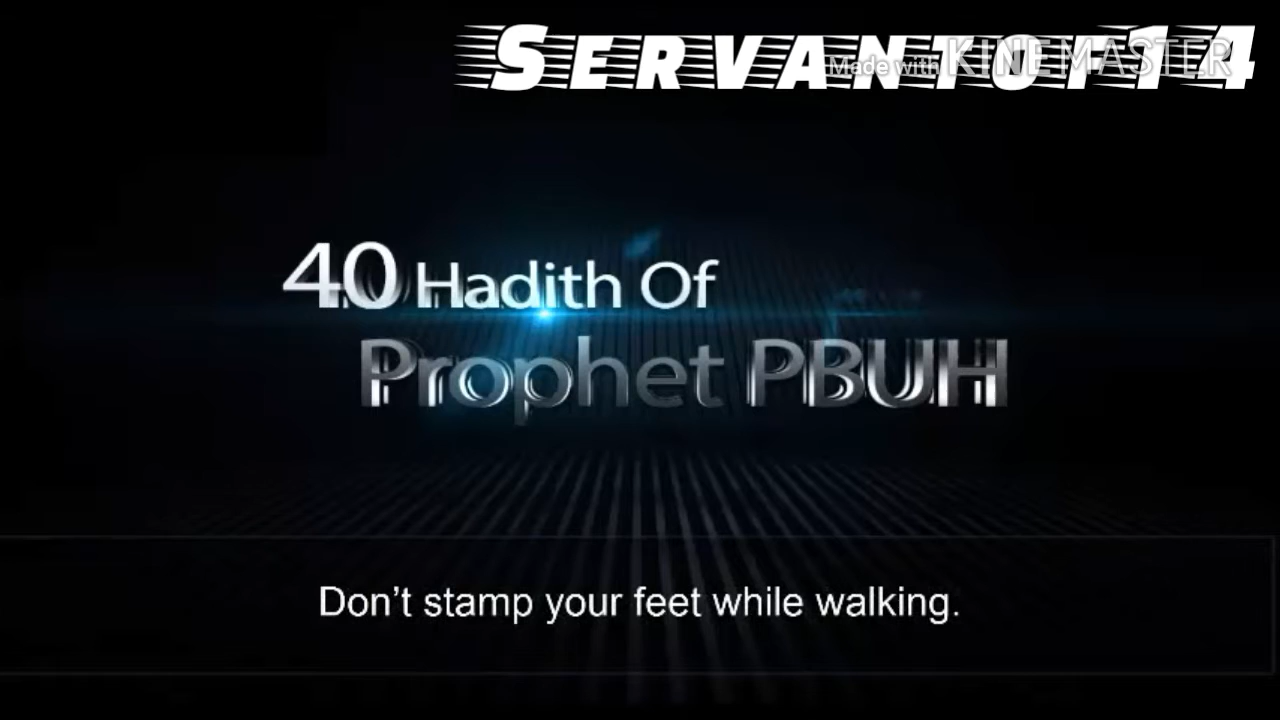 SERVANTOF14
Made with KINEMASTER
40 Hadith Of
Prophet PBUH
Don't stamp your feet while walking.